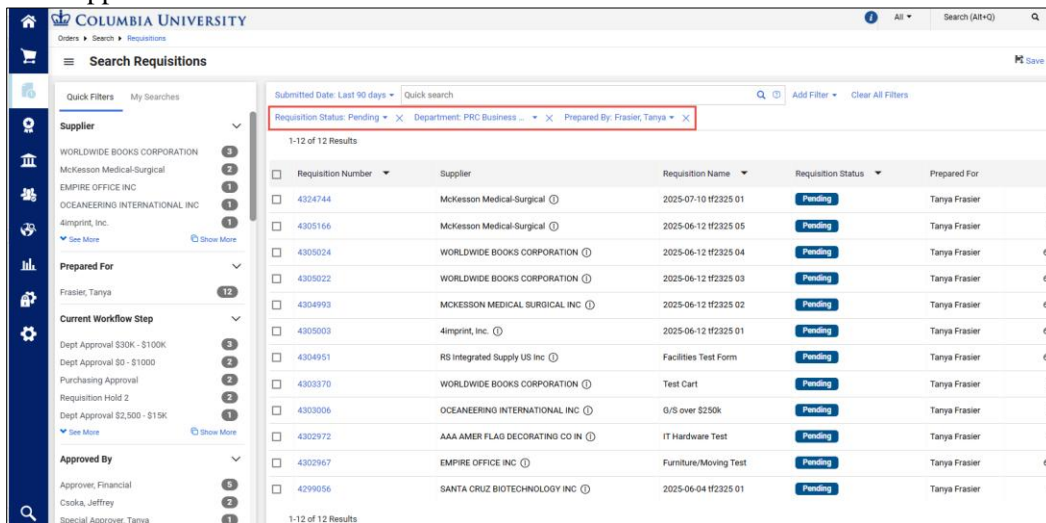 COLUMBIA UNIVERSITY
All
Search (Alt+Q)
Orders Search Requisitions
Search Requisitions
Save
Quick Filters My Searches
Submitted Date: Last 90 days Quick search Add Filter Clear All Filters
Requisition Status: Pending Department: PRC Business ... Prepared By: Frasier, Tanya
1-12 of 12 Results
Supplier
WORLDWIDE BOOKS CORPORATION 3
McKesson Medical-Surgical 2
EMPIRE OFFICE INC 1
OCEANEERING INTERNATIONAL INC 1
4imprint, Inc. 1
See More Show More
Prepared For
Frasier, Tanya 12
Current Workflow Step
Dept Approval $30K - $100K 3
Dept Approval $0 - $1000 2
Purchasing Approval 2
Requisition Hold 2 2
Dept Approval $2,500 - $15K 1
See More Show More
Approved By
Approver, Financial 5
Csoka, Jeffrey 2
Special Approver, Tanya 1
Requisition Number Supplier Requisition Name Requisition Status Prepared For
4324744 McKesson Medical-Surgical 2025-07-10 tf2325 01 Pending Tanya Frasier
4305166 McKesson Medical-Surgical 2025-06-12 tf2325 05 Pending Tanya Frasier
4305024 WORLDWIDE BOOKS CORPORATION 2025-06-12 tf2325 04 Pending Tanya Frasier
4305022 WORLDWIDE BOOKS CORPORATION 2025-06-12 tf2325 03 Pending Tanya Frasier
4304993 MCKESSON MEDICAL SURGICAL INC 2025-06-12 tf2325 02 Pending Tanya Frasier
4305003 4imprint, Inc. 2025-06-12 tf2325 01 Pending Tanya Frasier
4304951 RS Integrated Supply US Inc Facilities Test Form Pending Tanya Frasier
4303370 WORLDWIDE BOOKS CORPORATION Test Cart Pending Tanya Frasier
4303006 OCEANEERING INTERNATIONAL INC G/S over $250k Pending Tanya Frasier
4302972 AAA AMER FLAG DECORATING CO IN IT Hardware Test Pending Tanya Frasier
4302967 EMPIRE OFFICE INC Furniture/Moving Test Pending Tanya Frasier
4299056 SANTA CRUZ BIOTECHNOLOGY INC 2025-06-04 tf2325 01 Pending Tanya Frasier
1-12 of 12 Results